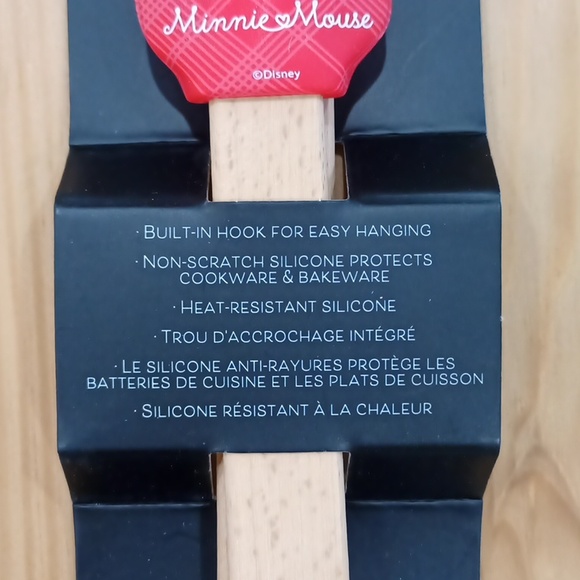 Minnie Mouse
©Disney
· BUILT-IN HOOK FOR EASY HANGING
· NON-SCRATCH SILICONE PROTECTS
COOKWARE & BAKEWARE
· HEAT-RESISTANT SILICONE
· TROU D'ACCROCHAGE INTÉGRÉ
· LE SILICONE ANTI-RAYURES PROTÈGE LES
BATTERIES DE CUISINE ET LES PLATS DE CUISSON
· SILICONE RÉSISTANT À LA CHALEUR